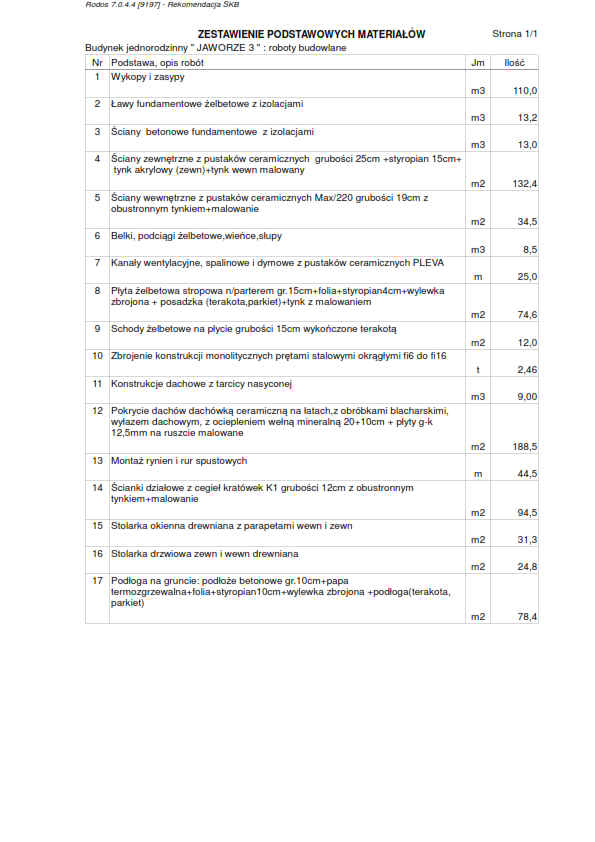 Rodos 7.0.4.4 [9197] - Rekomendacja SKB
ZESTAWIENIE PODSTAWOWYCH MATERIAŁÓW
Strona 1/1
Budynek jednorodzinny " JAWORZE 3 " : roboty budowlane
Nr Podstawa, opis robót Jm Ilość
1 Wykopy i zasypy
m3 110,0
2 Ławy fundamentowe żelbetowe z izolacjami
m3 13,2
3 Ściany betonowe fundamentowe z izolacjami
m3 13,0
4 Ściany zewnętrzne z pustaków ceramicznych grubości 25cm +styropian 15cm+
tynk akrylowy (zewn)+tynk wewn malowany
m2 132,4
5 Ściany wewnętrzne z pustaków ceramicznych Max/220 grubości 19cm z
obustronnym tynkiem+malowanie
m2 34,5
6 Belki, podciągi żelbetowe,wieńce,słupy
m3 8,5
7 Kanały wentylacyjne, spalinowe i dymowe z pustaków ceramicznych PLEVA
m 25,0
8 Płyta żelbetowa stropowa n/parterem gr.15cm+folia+styropian4cm+wylewka
zbrojona + posadzka (terakota,parkiet)+tynk z malowaniem
m2 74,6
9 Schody żelbetowe na płycie grubości 15cm wykończone terakotą
m2 12,0
10 Zbrojenie konstrukcji monolitycznych prętami stalowymi okrągłymi fi6 do fi16
t 2,46
11 Konstrukcje dachowe z tarcicy nasyconej
m3 9,00
12 Pokrycie dachów dachówką ceramiczną na łatach,z obróbkami blacharskimi,
wyłazem dachowym, z ociepleniem wełną mineralną 20+10cm + płyty g-k
12,5mm na ruszcie malowane
m2 188,5
13 Montaż rynien i rur spustowych
m 44,5
14 Ścianki działowe z cegieł kratówek K1 grubości 12cm z obustronnym
tynkiem+malowanie
m2 94,5
15 Stolarka okienna drewniana z parapetami wewn i zewn
m2 31,3
16 Stolarka drzwiowa zewn i wewn drewniana
m2 24,8
17 Podłoga na gruncie: podłoże betonowe gr.10cm+papa
termozgrzewalna+folia+styropian10cm+wylewka zbrojona +podłoga(terakota,
parkiet)
m2 78,4